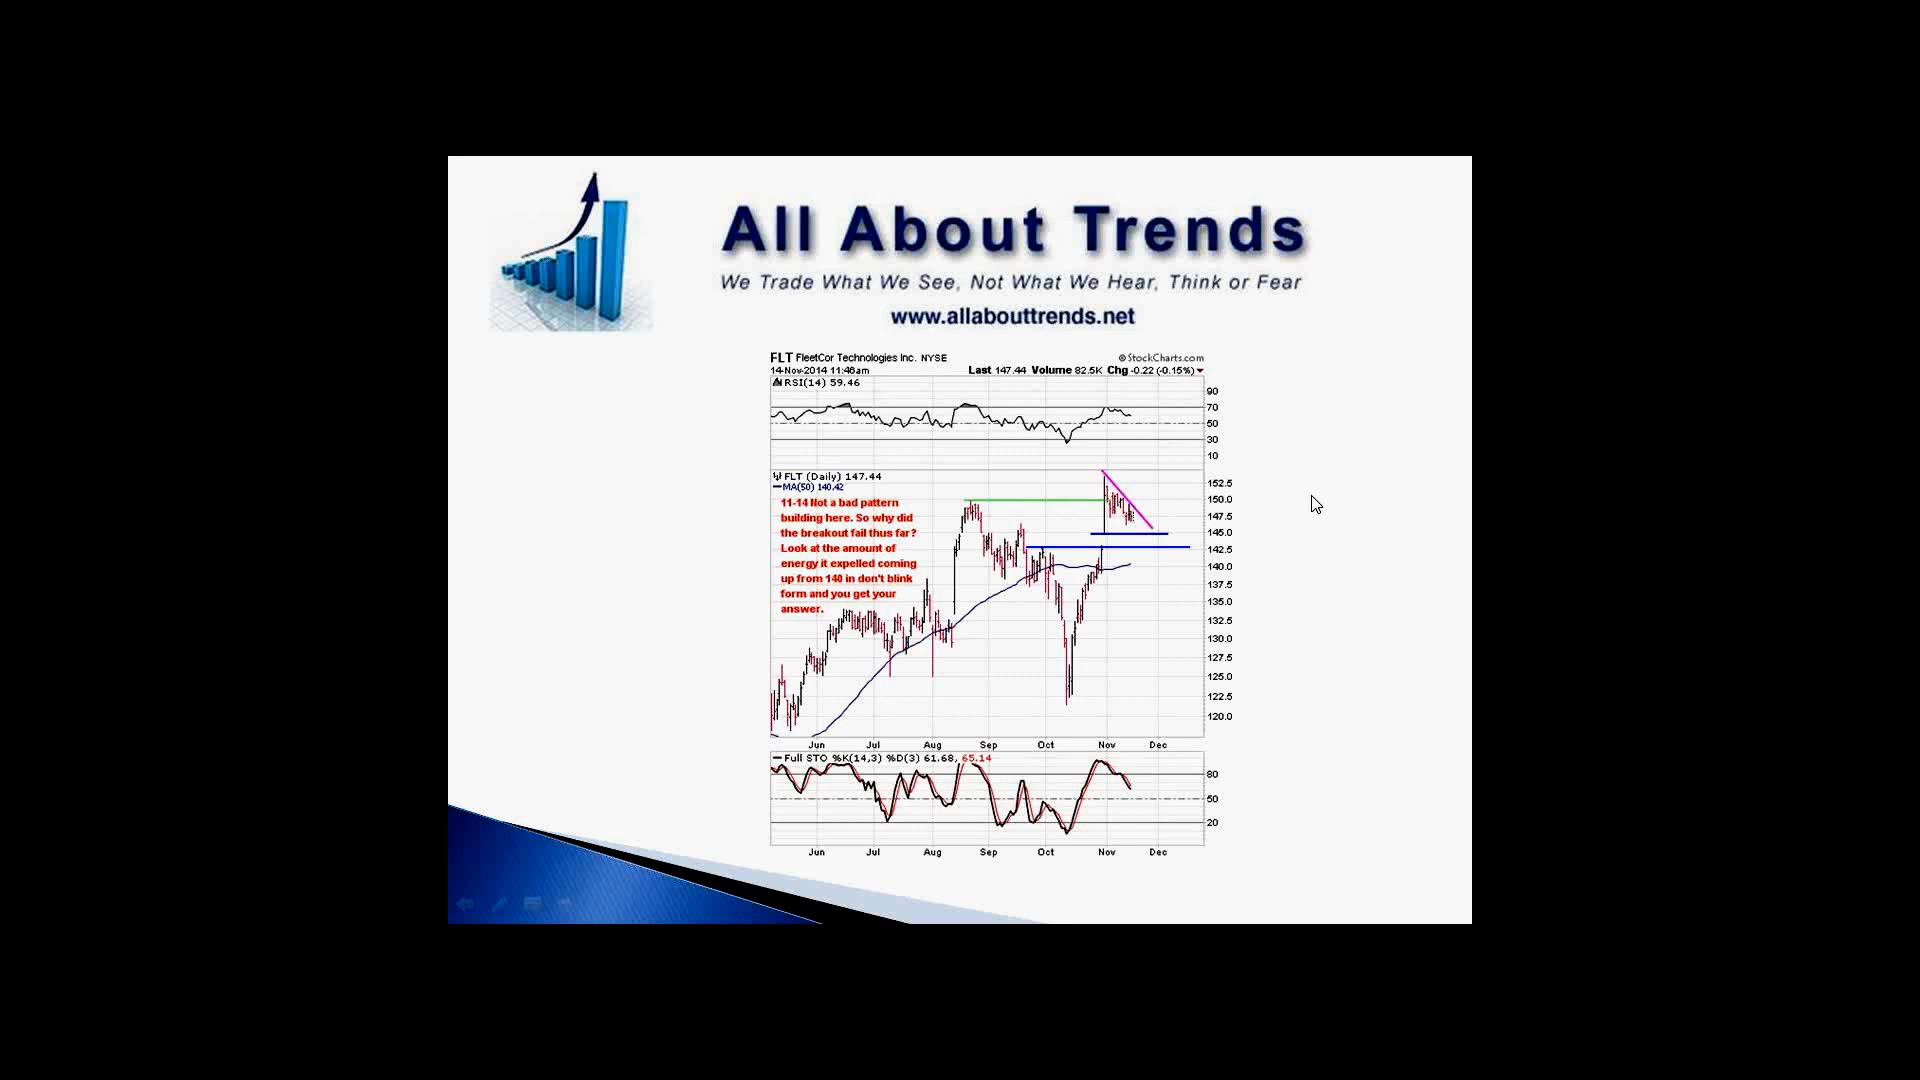 All About Trends
We Trade What We See, Not What We Hear, Think or Fear
www.allabouttrends.net
FLT FleetCor Technologies Inc. NYSE
© StockCharts.com
14-Nov-2014 11:46am
Last 147.44 Volume 82.5K Chg -0.22 (-0.15%)
RSI(14) 59.46
90
70
50
30
10
FLT (Daily) 147.44
MA(50) 140.42
11-14 Not a bad pattern
building here. So why did
the breakout fail thus far?
Look at the amount of
energy it expelled coming
up from 140 in don't blink
form and you get your
answer.
152.5
150.0
147.5
145.0
142.5
140.0
137.5
135.0
132.5
130.0
127.5
125.0
122.5
120.0
Jun Jul Aug Sep Oct Nov Dec
Full STO %K(14,3) %D(3) 61.68, 65.14
80
50
20
Jun Jul Aug Sep Oct Nov Dec